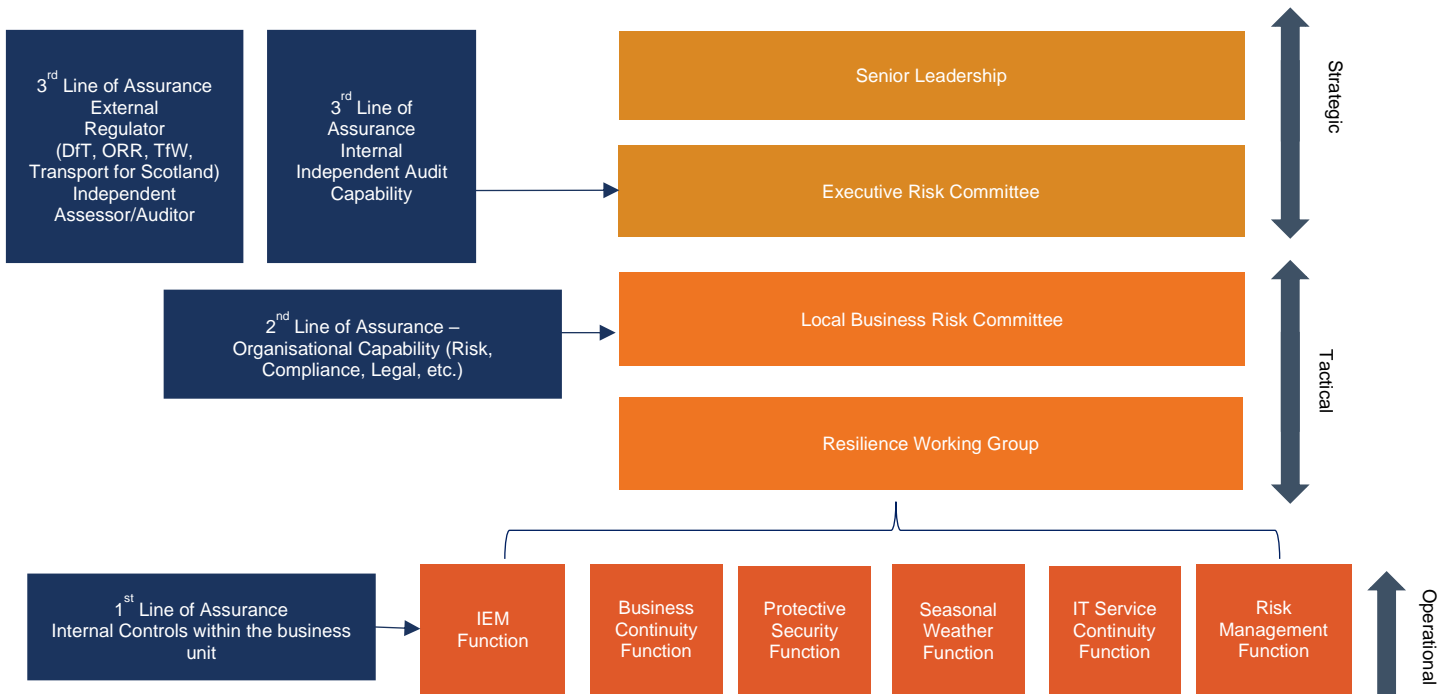 3rd Line of Assurance
External
Regulator
(DfT, ORR, TfW,
Transport for Scotland)
Independent
Assessor/Auditor
3rd Line of
Assurance
Internal
Independent Audit
Capability
Senior Leadership
Executive Risk Committee
Strategic
2nd Line of Assurance –
Organisational Capability (Risk,
Compliance, Legal, etc.)
Local Business Risk Committee
Resilience Working Group
Tactical
1st Line of Assurance
Internal Controls within the business
unit
IEM
Function
Business
Continuity
Function
Protective
Security
Function
Seasonal
Weather
Function
IT Service
Continuity
Function
Risk
Management
Function
Operational